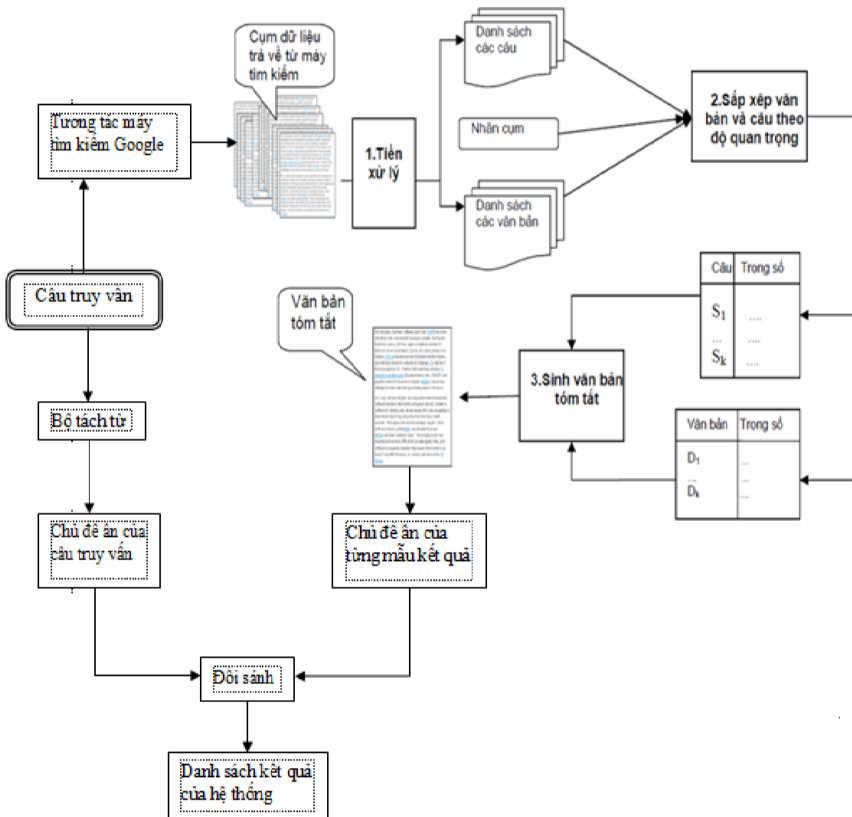 Cụm dữ liệu
trả về từ máy
tìm kiếm
Danh sách
các câu
Tương tác máy
tìm kiếm Google
1.Tiền
xử lý
Nhãn cụm
2.Sắp xếp văn
bản và câu theo
độ quan trọng
Danh sách
các văn bản
Câu truy vấn
Văn bản
tóm tắt
Câu Trọng số
S1 ....
... ....
Sk ....
3.Sinh văn bản
tóm tắt
Bộ tách từ
Văn bản Trọng số
D1 ...
... ...
Dk ...
Chủ đề ẩn của
câu truy vấn
Chủ đề ẩn của
từng mẫu kết quả
Đối sánh
Danh sách kết quả
của hệ thống